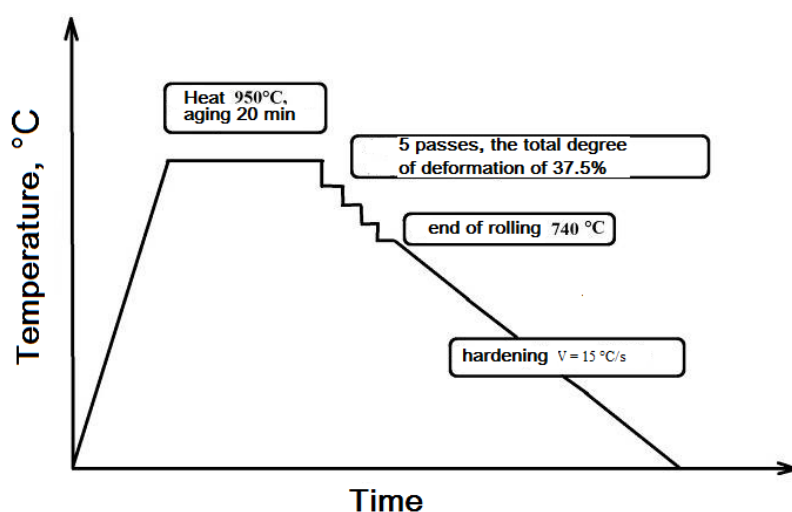 Temperature, °C
Heat 950°C,
aging 20 min
5 passes, the total degree
of deformation of 37.5%
end of rolling 740 °C
hardening V = 15 °C/s
Time